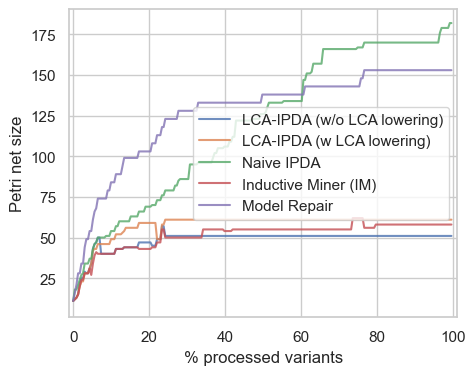 Petri net size
175
150
125
100
75
50
25
LCA-IPDA (w/o LCA lowering)
LCA-IPDA (w LCA lowering)
Naive IPDA
Inductive Miner (IM)
Model Repair
0 20 40 60 80 100
% processed variants